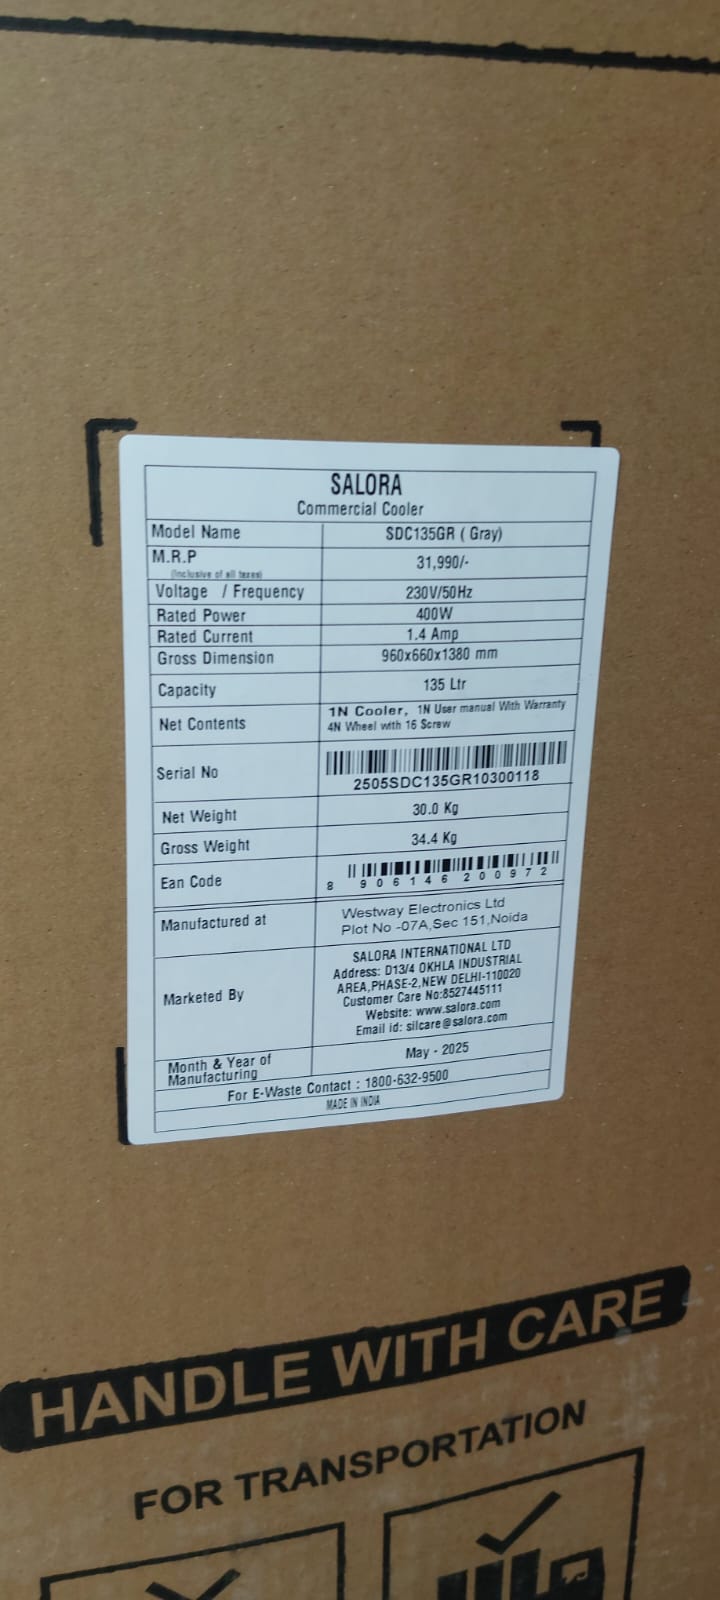 SALORA
Commercial Cooler
Model Name SDC135GR ( Gray)
M.R.P 31,990/-
(Inclusive of all taxes)
Voltage / Frequency 230V/50Hz
Rated Power 400W
Rated Current 1.4 Amp
Gross Dimension 960x660x1380 mm
Capacity 135 Ltr
Net Contents 1N Cooler, 1N User manual With Warranty
4N Wheel with 16 Screw
Serial No 2505SDC135GR10300118
Net Weight 30.0 Kg
Gross Weight 34.4 Kg
Ean Code 8 906146 200972
Manufactured at Westway Electronics Ltd
Plot No -07A,Sec 151,Noida
Marketed By SALORA INTERNATIONAL LTD
Address: D13/4 OKHLA INDUSTRIAL
AREA,PHASE-2,NEW DELHI-110020
Customer Care No:8527445111
Website: www.salora.com
Email id: silcare@salora.com
Month & Year of
Manufacturing May - 2025
For E-Waste Contact : 1800-632-9500
MADE IN INDIA
HANDLE WITH CARE
FOR TRANSPORTATION